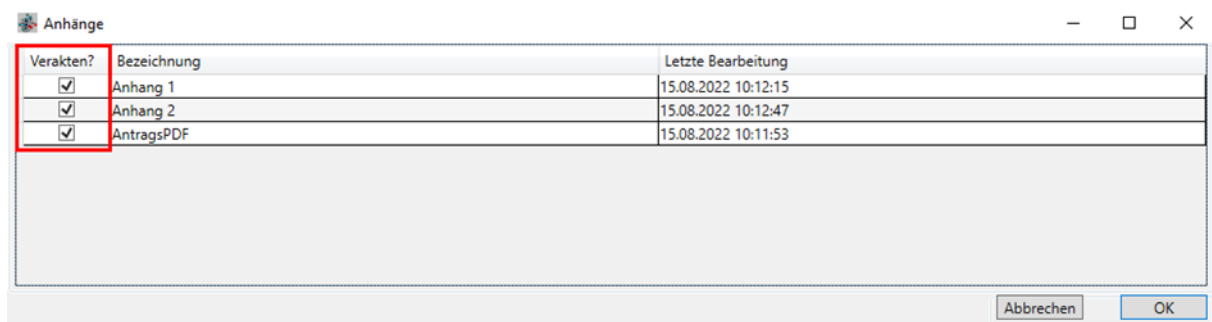 Anhänge
Verakten? Bezeichnung Letzte Bearbeitung
Anhang 1 15.08.2022 10:12:15
Anhang 2 15.08.2022 10:12:47
AntragsPDF 15.08.2022 10:11:53
Abbrechen OK